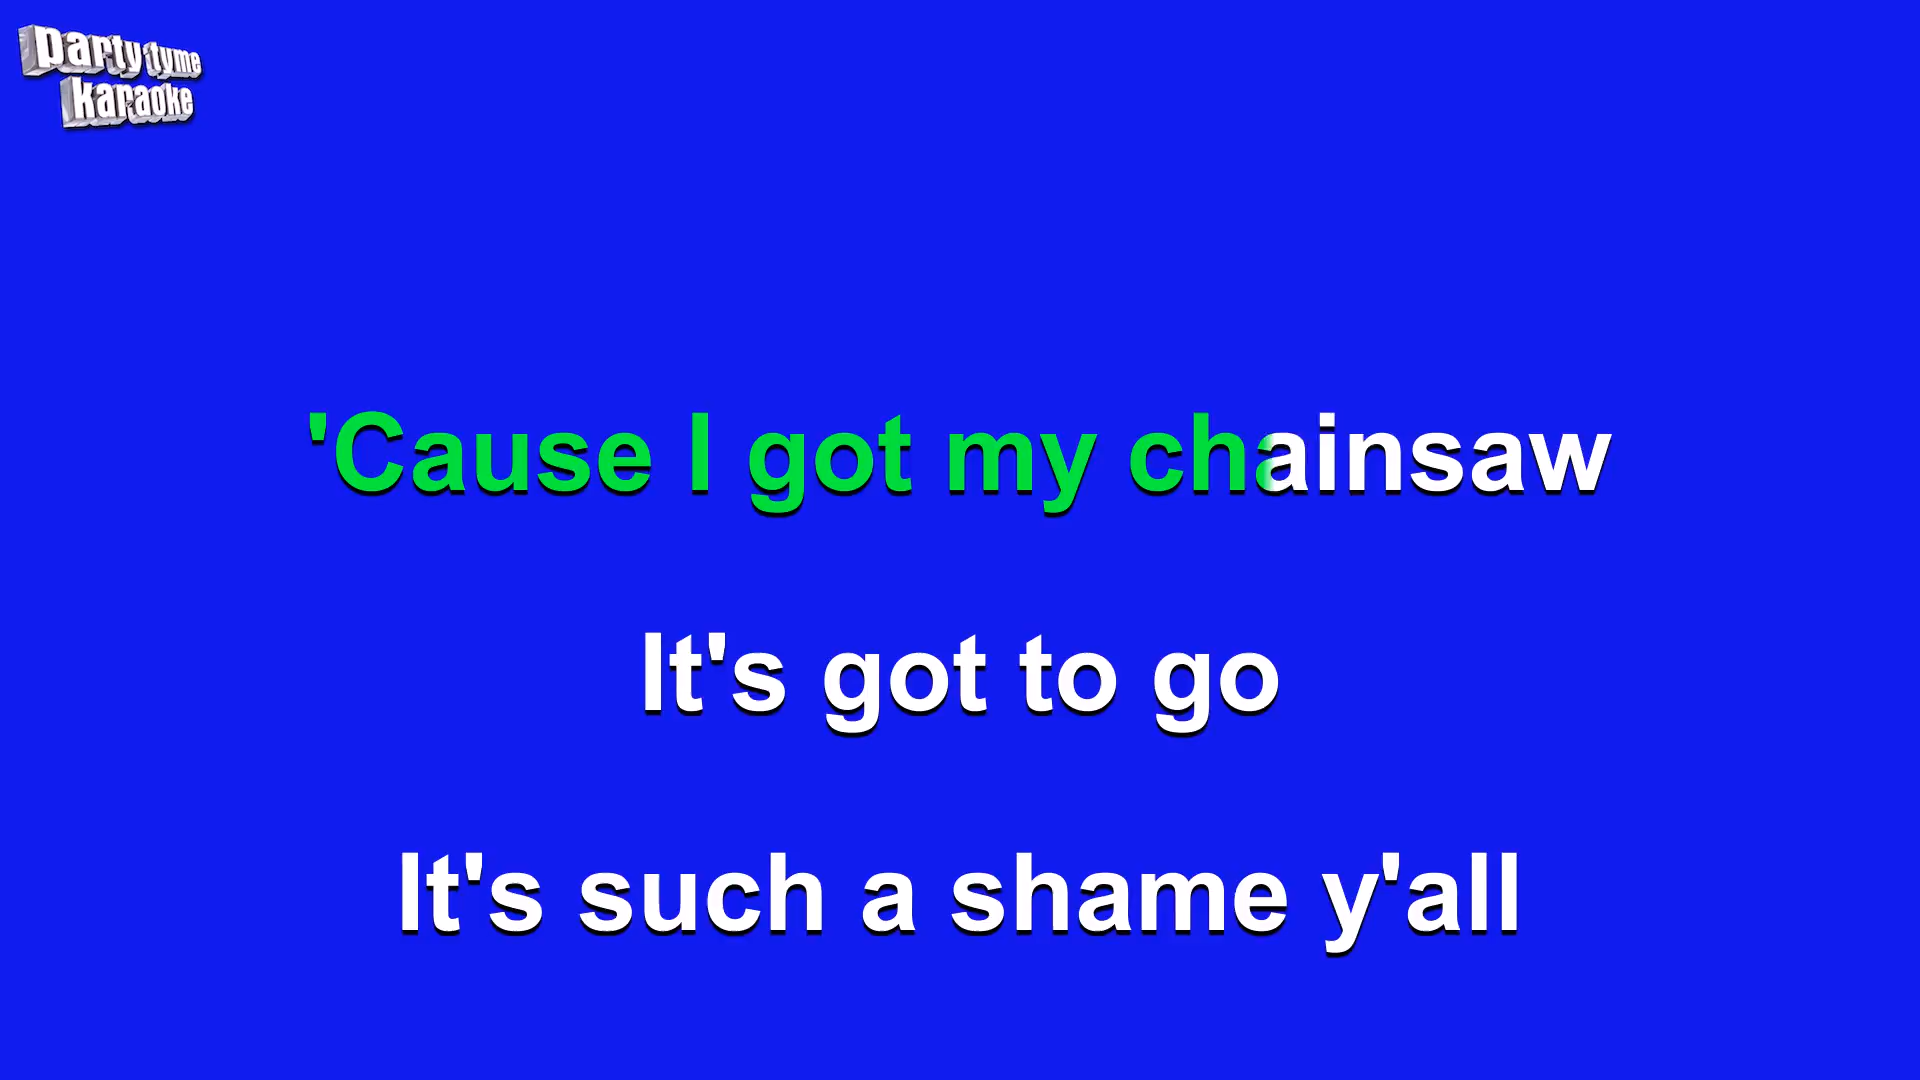 party tyme
karaoke
'Cause I got my chainsaw
It's got to go
It's such a shame y'all